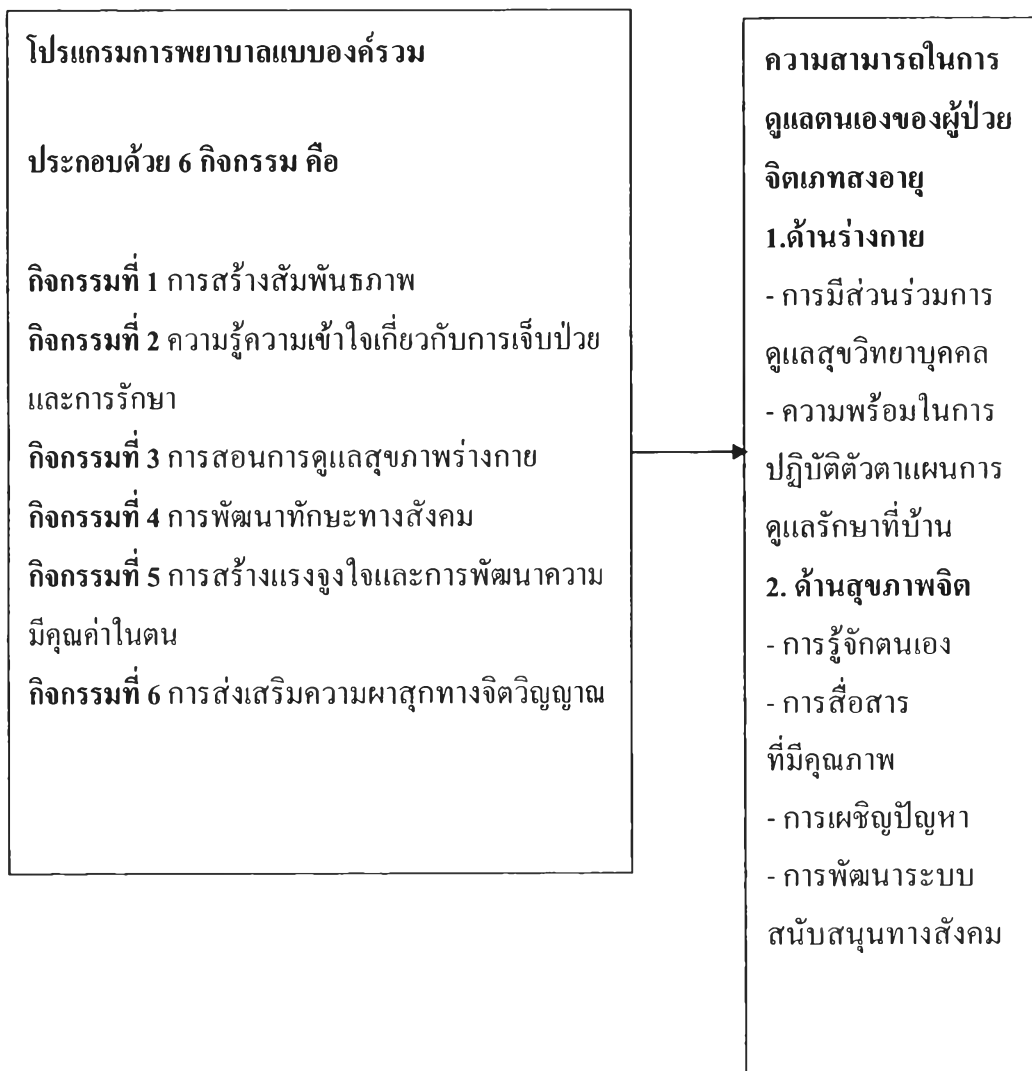 โปรแกรมการพยาบาลแบบองค์รวม
ประกอบด้วย 6 กิจกรรม คือ
กิจกรรมที่ 1 การสร้างสัมพันธภาพ
กิจกรรมที่ 2 ความรู้ความเข้าใจเกี่ยวกับการเจ็บป่วย
และการรักษา
กิจกรรมที่ 3 การสอนการดูแลสุขภาพร่างกาย
กิจกรรมที่ 4 การพัฒนาทักษะทางสังคม
กิจกรรมที่ 5 การสร้างแรงจูงใจและการพัฒนาความ
มีคุณค่าในตน
กิจกรรมที่ 6 การส่งเสริมความผาสุกทางจิตวิญญาณ
ความสามารถในการ
ดูแลตนเองของผู้ป่วย
จิตเภทสงอายุ
1.ด้านร่างกาย
- การมีส่วนร่วมการ
ดูแลสุขวิทยาบุคคล
- ความพร้อมในการ
ปฏิบัติตัวตาแผนการ
ดูแลรักษาที่บ้าน
2. ด้านสุขภาพจิต
- การรู้จักตนเอง
- การสื่อสาร
ที่มีคุณภาพ
- การเผชิญปัญหา
- การพัฒนาระบบ
สนับสนุนทางสังคม